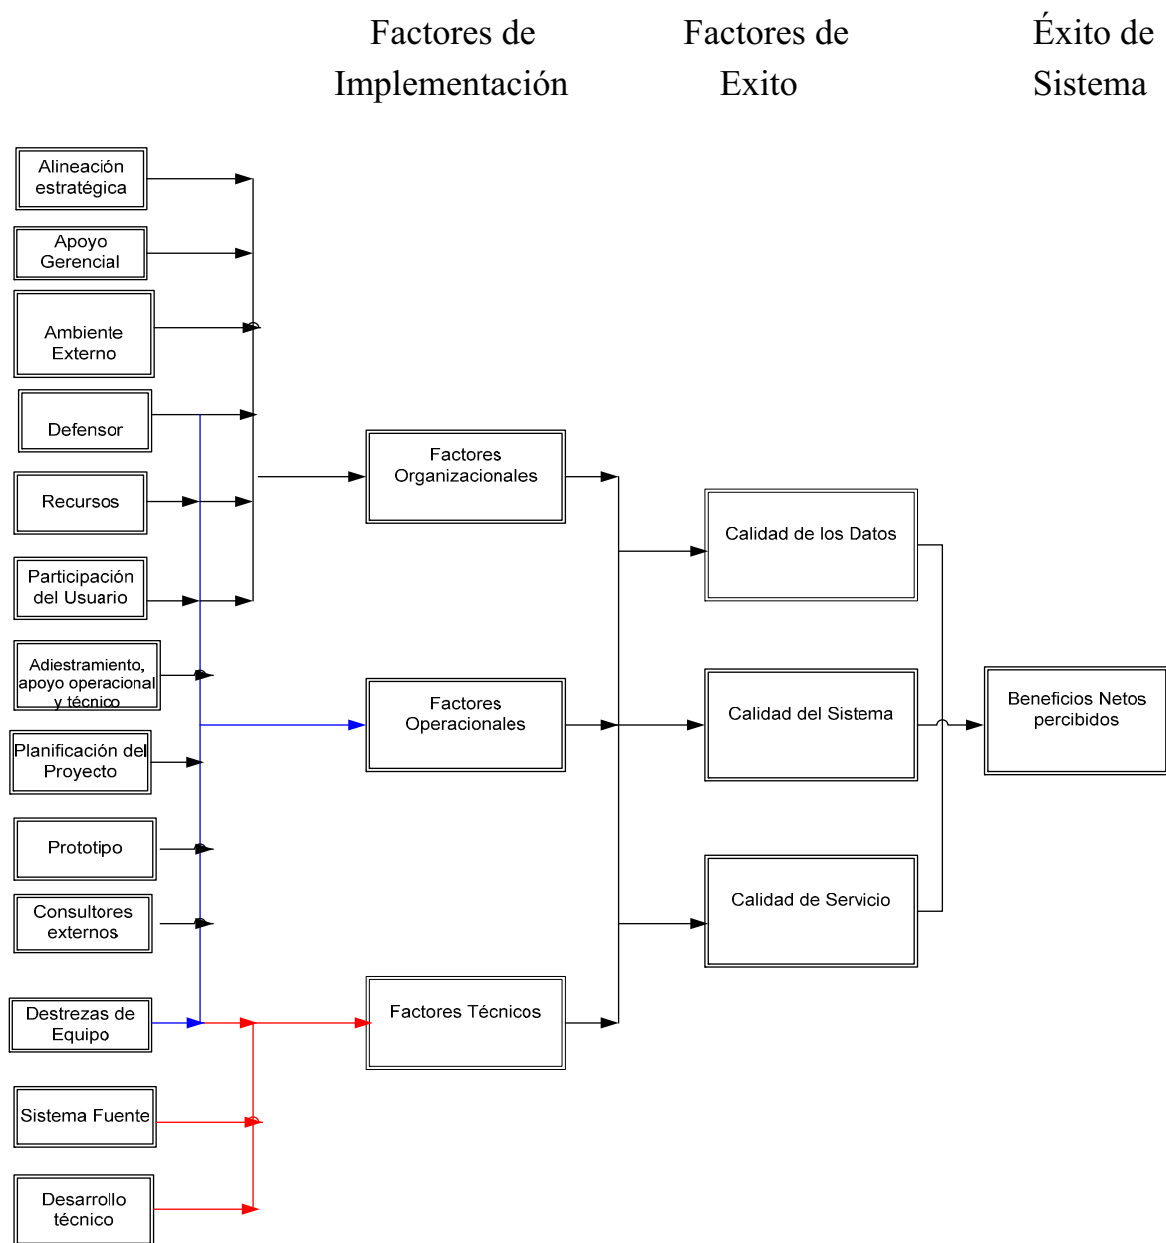 Factores de
Implementación
Factores de
Exito
Éxito de
Sistema
Alineación
estratégica
Apoyo
Gerencial
Ambiente
Externo
Defensor
Recursos
Participación
del Usuario
Adiestramiento,
apoyo operacional
y técnico
Planificación del
Proyecto
Prototipo
Consultores
externos
Destrezas de
Equipo
Sistema Fuente
Desarrollo
técnico
Factores
Organizacionales
Factores
Operacionales
Factores Técnicos
Calidad de los Datos
Calidad del Sistema
Calidad de Servicio
Beneficios Netos
percibidos